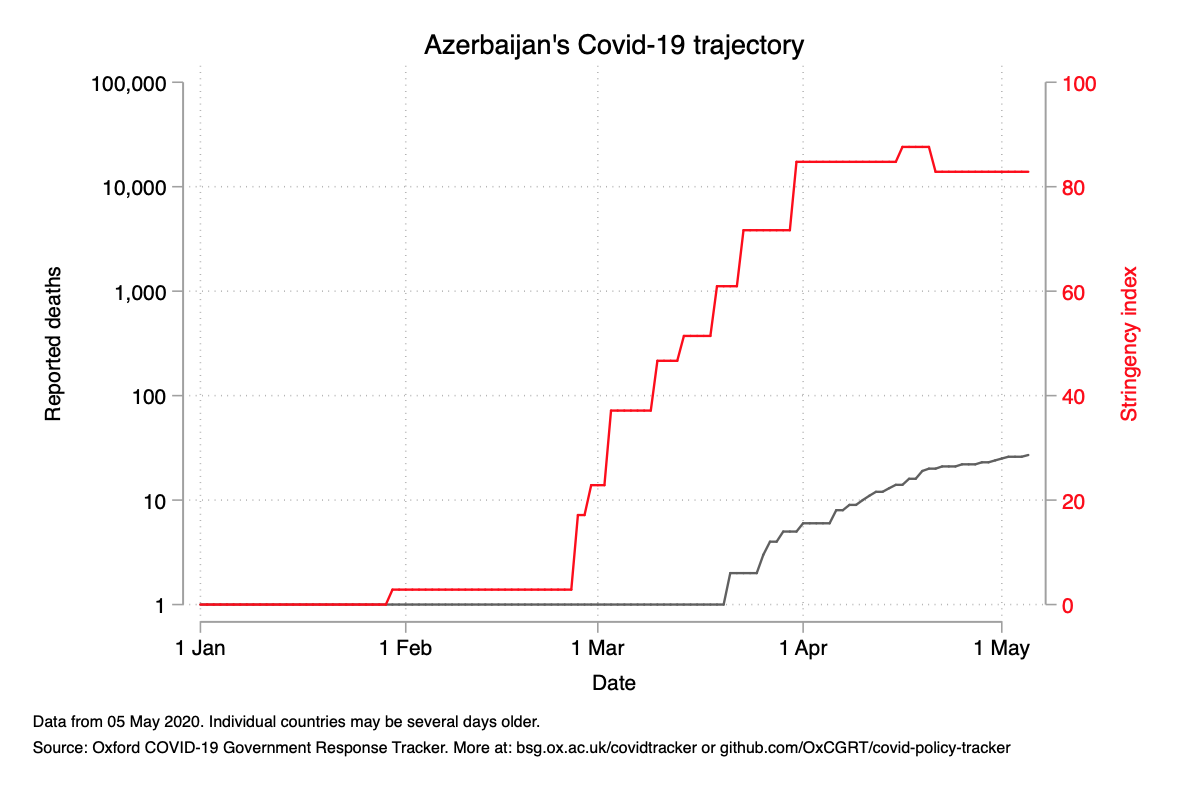 Azerbaijan's Covid-19 trajectory
100,000
10,000
1,000
100
10
1
Reported deaths
100
80
60
40
20
0
Stringency index
1 Jan
1 Feb
1 Mar
1 Apr
1 May
Date
Data from 05 May 2020. Individual countries may be several days older.
Source: Oxford COVID-19 Government Response Tracker. More at: bsg.ox.ac.uk/covidtracker or github.com/OxCGRT/covid-policy-tracker